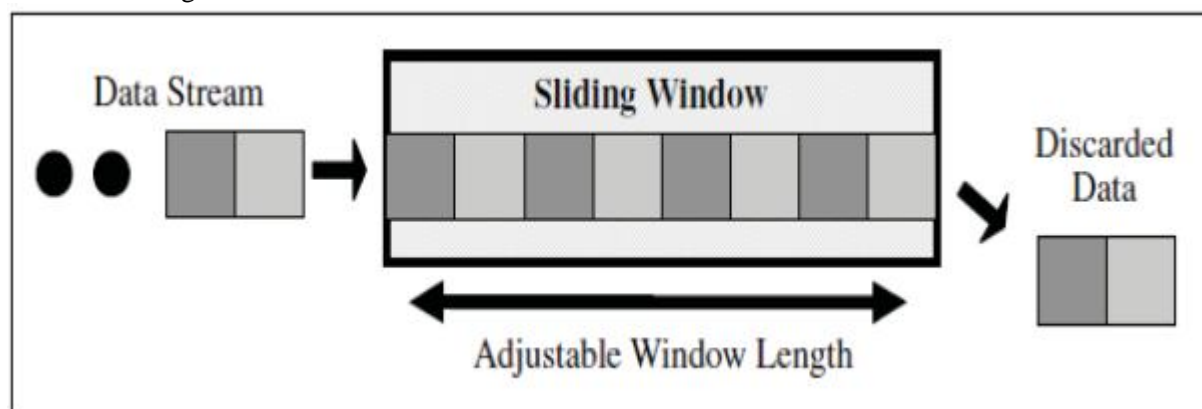 Data Stream
Sliding Window
Discarded
Data
Adjustable Window Length